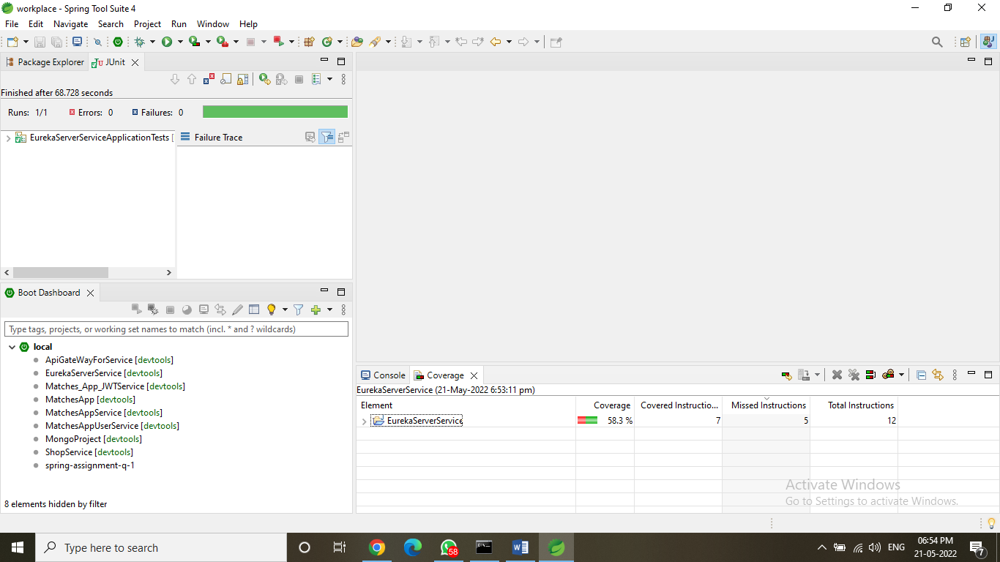 workplace - Spring Tool Suite 4
File Edit Navigate Search Project Run Window Help
Package Explorer JUnit
Finished after 68.728 seconds
Runs: 1/1 Errors: 0 Failures: 0
EurekaServerServiceApplicationTests [
Failure Trace
Boot Dashboard
Type tags, projects, or working set names to match (incl. * and ? wildcards)
local
ApiGateWayForService [devtools]
EurekaServerService [devtools]
Matches_App_JWTService [devtools]
MatchesApp [devtools]
MatchesAppService [devtools]
MatchesAppUserService [devtools]
MongoProject [devtools]
ShopService [devtools]
spring-assignment-q-1
8 elements hidden by filter
Console Coverage
EurekaServerService (21-May-2022 6:53:11 pm)
Element Coverage Covered Instructio... Missed Instructions Total Instructions
EurekaServerService 58.3 % 7 5 12
Activate Windows
Go to Settings to activate Windows.
Type here to search
58
ENG
06:54 PM
21-05-2022
7